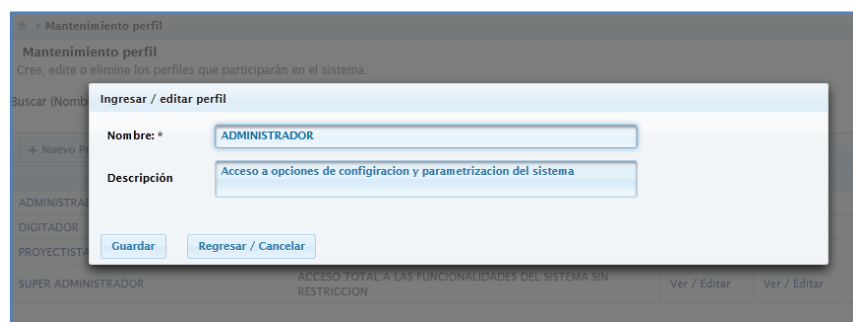 Mantenimiento perfil
Mantenimiento perfil
Cree, edite o elimine los perfiles que participarán en el sistema.
Buscar (Nomb
Ingresar / editar perfil
Nombre: *
ADMINISTRADOR
+ Nuevo Pe
Descripción
Acceso a opciones de configiracion y parametrizacion del sistema
ADMINISTRAD
DIGITADOR
PROYECTISTA
Guardar
Regresar / Cancelar
SUPER ADMINISTRADOR
ACCESO TOTAL A LAS FUNCIONALIDADES DEL SISTEMA SIN
RESTRICCION
Ver / Editar
Ver / Editar